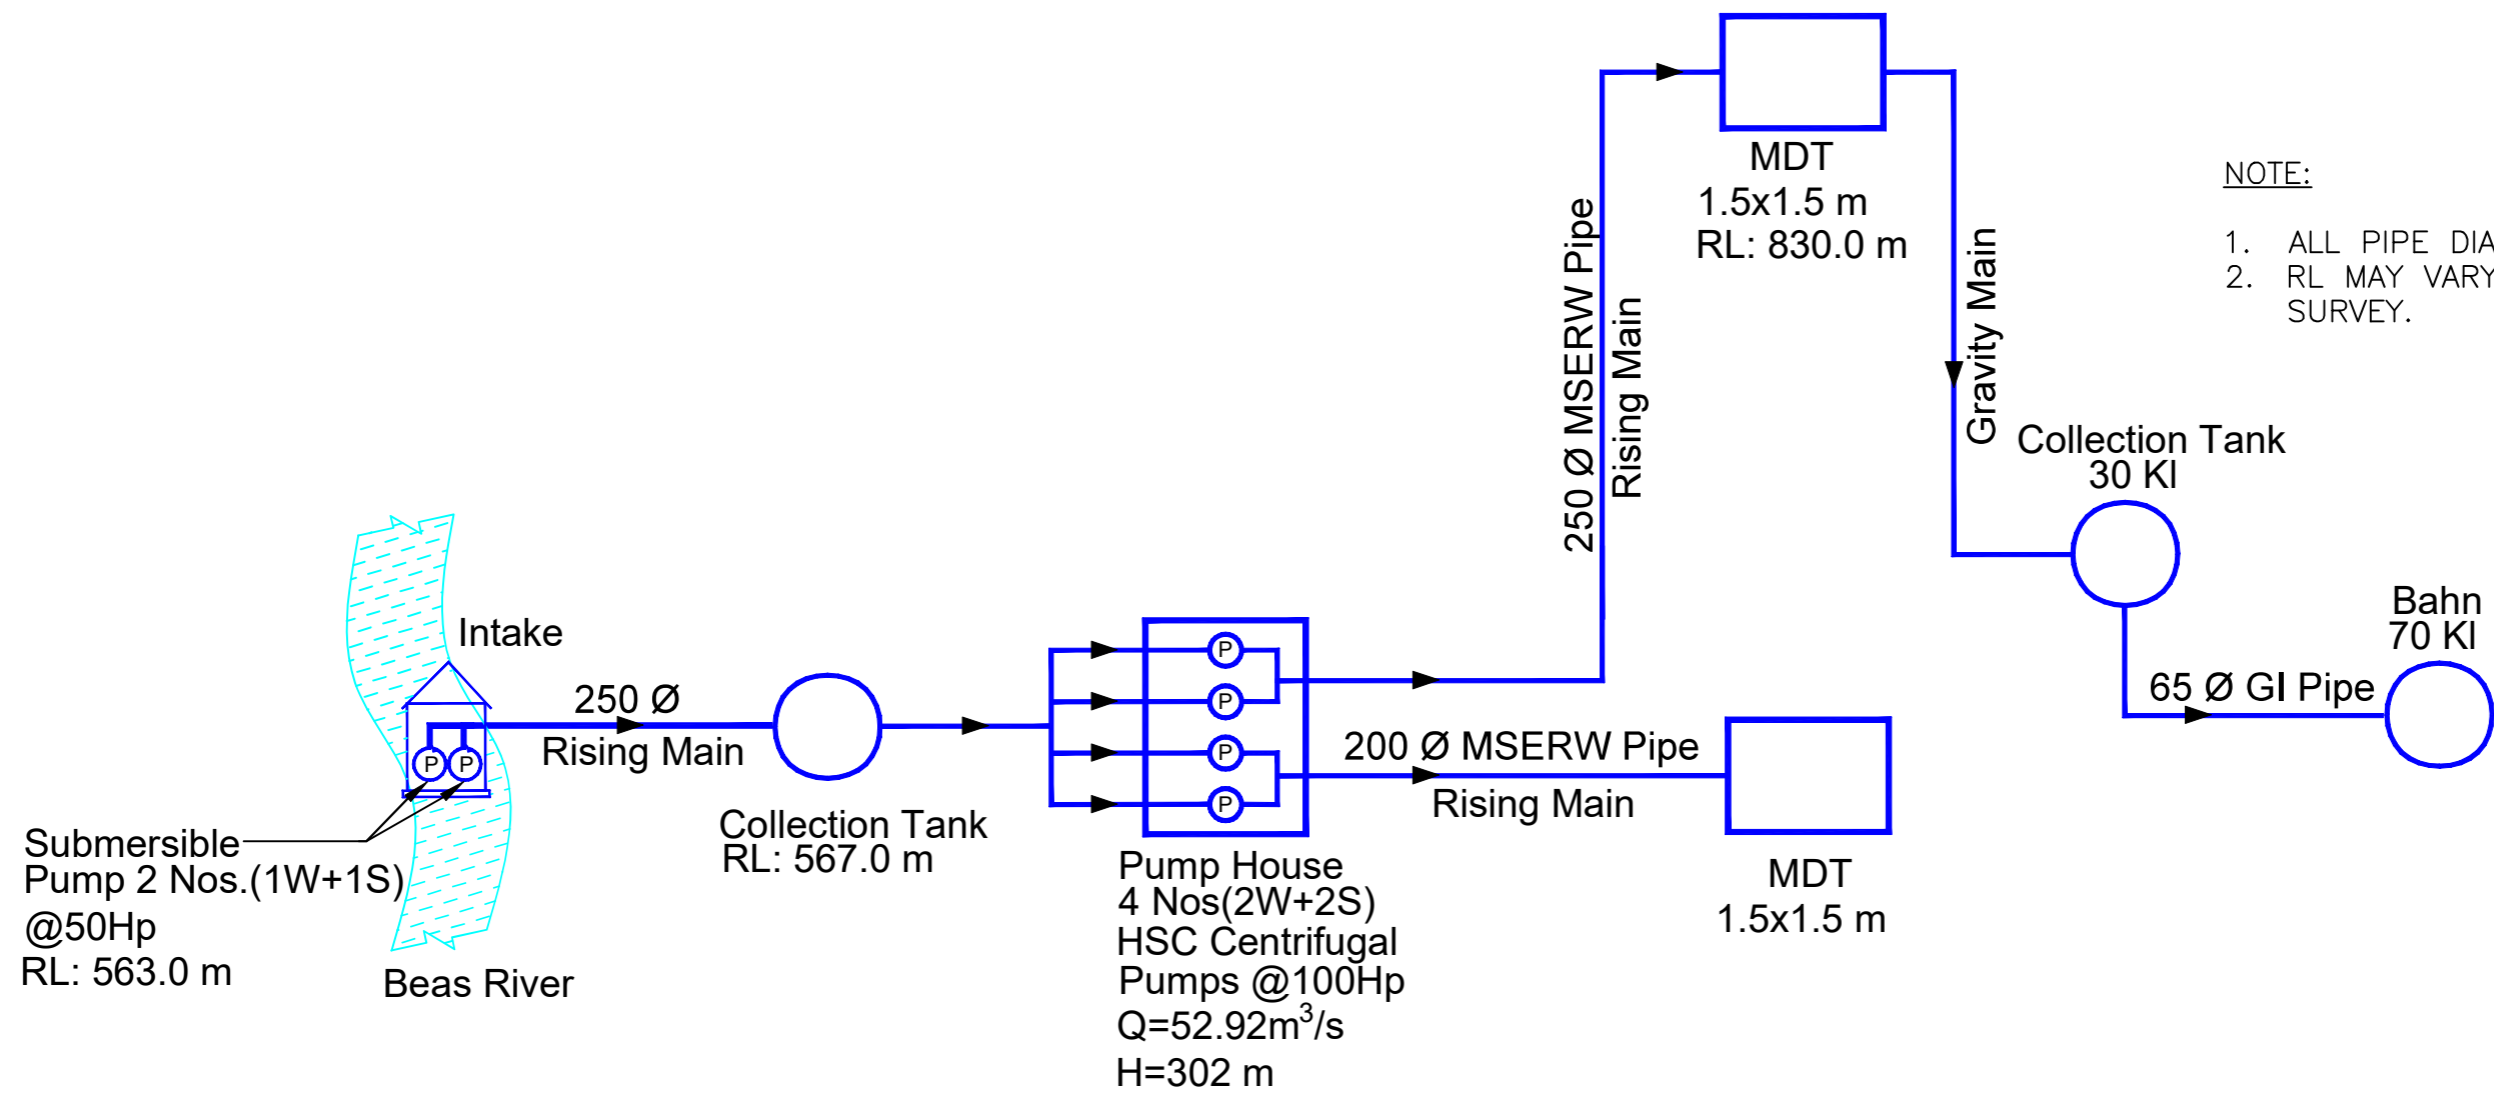 MDT
1.5x1.5 m
RL: 830.0 m
NOTE:
1. ALL PIPE DIA
2. RL MAY VARY
SURVEY.
250 Ø MSERW Pipe
Rising Main
Gravity Main
Collection Tank
30 Kl
Bahn
70 Kl
65 Ø GI Pipe
Intake
250 Ø
Rising Main
P
P
P
P
P
P
200 Ø MSERW Pipe
Rising Main
Submersible
Pump 2 Nos.(1W+1S)
@50Hp
RL: 563.0 m
Beas River
Collection Tank
RL: 567.0 m
Pump House
4 Nos(2W+2S)
HSC Centrifugal
Pumps @100Hp
Q=52.92m³/s
H=302 m
MDT
1.5x1.5 m